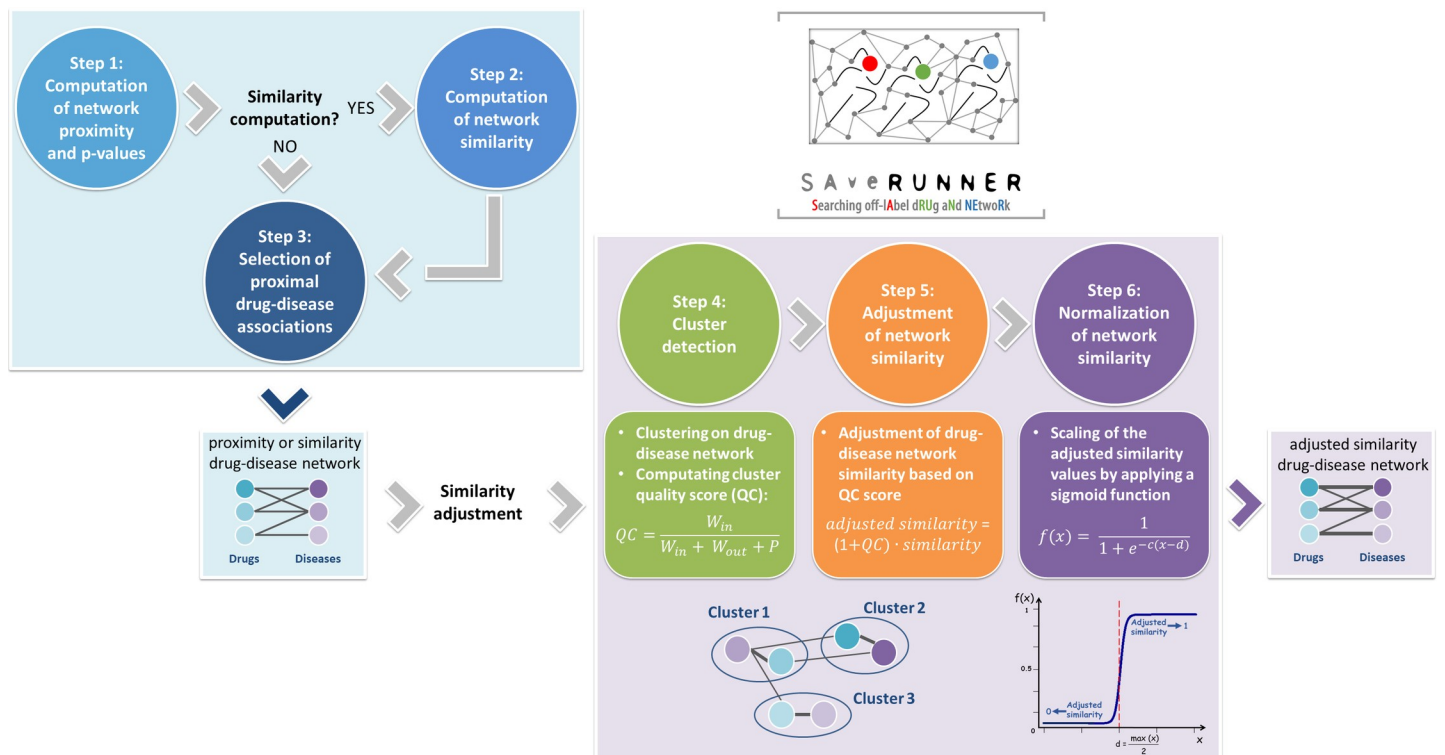 Step 1:
Computation
of network
proximity
and p-values
Similarity
computation?
YES
NO
Step 2:
Computation
of network
similarity
Step 3:
Selection of
proximal
drug-disease
associations
SAveRUNNER
Searching off-lAbel dRUg aNd NEtwoRk
proximity or similarity
drug-disease network
Drugs
Diseases
Similarity
adjustment
Step 4:
Cluster
detection
Step 5:
Adjustment
of network
similarity
Step 6:
Normalization
of network
similarity
• Clustering on drug-
disease network
• Computating cluster
quality score (QC):
QC = W_in / (W_in + W_out + P)
• Adjustment of drug-
disease network
similarity based on
QC score
adjusted similarity =
(1+QC) · similarity
• Scaling of the
adjusted similarity
values by applying a
sigmoid function
f(x) = 1 / (1 + e^{-c(x-d)})
Cluster 1
Cluster 2
Cluster 3
f(x)
1
0.5
0
Adjusted
similarity → 1
0 ← Adjusted
similarity
d = max (x) / 2
x
adjusted similarity
drug-disease network
Drugs
Diseases